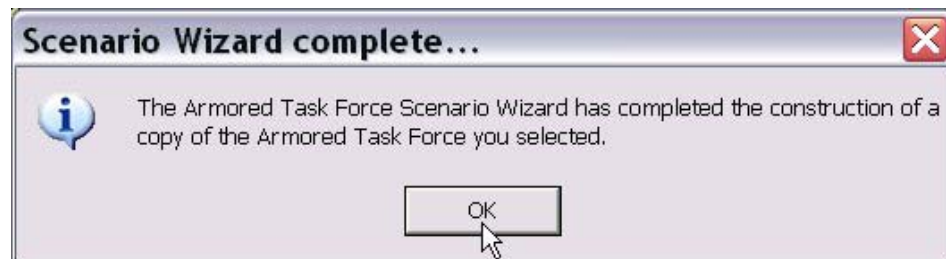 Scenario Wizard complete...
The Armored Task Force Scenario Wizard has completed the construction of a
copy of the Armored Task Force you selected.
OK